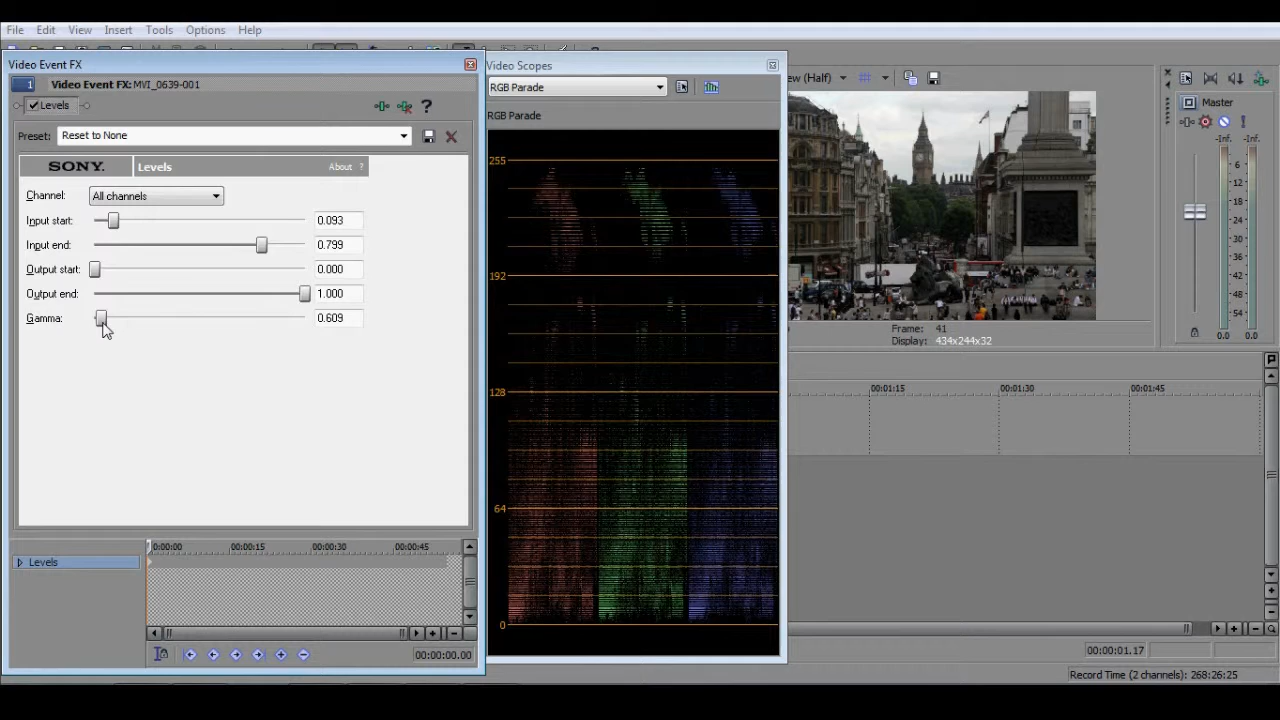 File Edit View Insert Tools Options Help
Video Event FX
1 Video Event FX: MVI_0639-001
Levels
?
Preset: Reset to None
SONY. Levels About ?
Channel: All channels
Input start: 0.093
Input end: 0.799
Output start: 0.000
Output end: 1.000
Gamma: 0.609
Levels
0:00:00 00:00:15 00:00:30 00:00:45
00:00:00.00
Video Scopes
RGB Parade
RGB Parade
255
192
128
64
0
(Half)
Frame: 41
Display: 434x244x32
Master
-Inf. -Inf.
6
12
18
24
30
36
42
48
54
0.0 0.0
00:01:15 00:01:30 00:01:45
00:00:01.17
Record Time (2 channels): 268:26:25